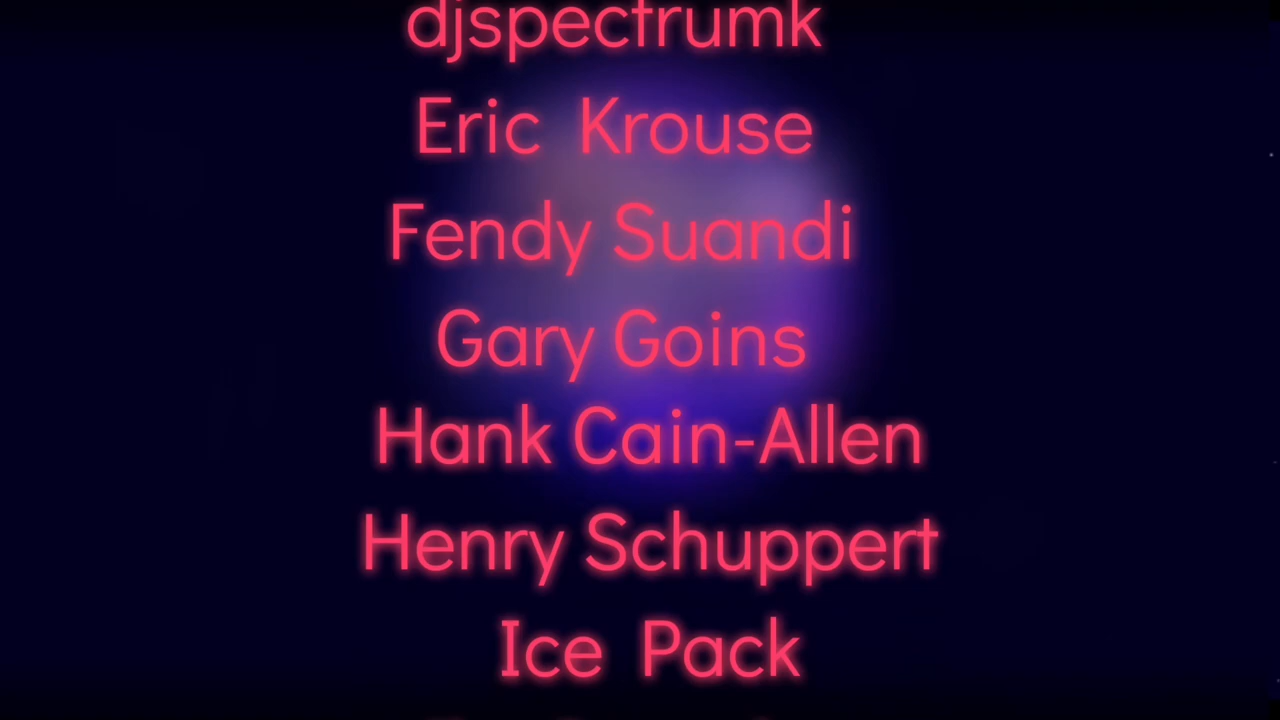 djspectrumk
Eric Krouse
Fendy Suandi
Gary Goins
Hank Cain-Allen
Henry Schuppert
Ice Pack